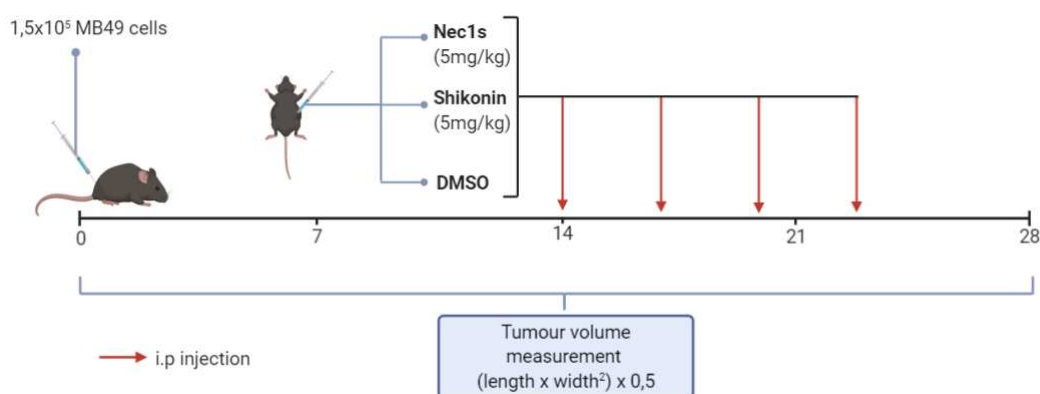 1,5x10⁵ MB49 cells
Nec1s
(5mg/kg)
Shikonin
(5mg/kg)
DMSO
0
7
14
21
28
Tumour volume
measurement
(length x width²) x 0,5
i.p injection